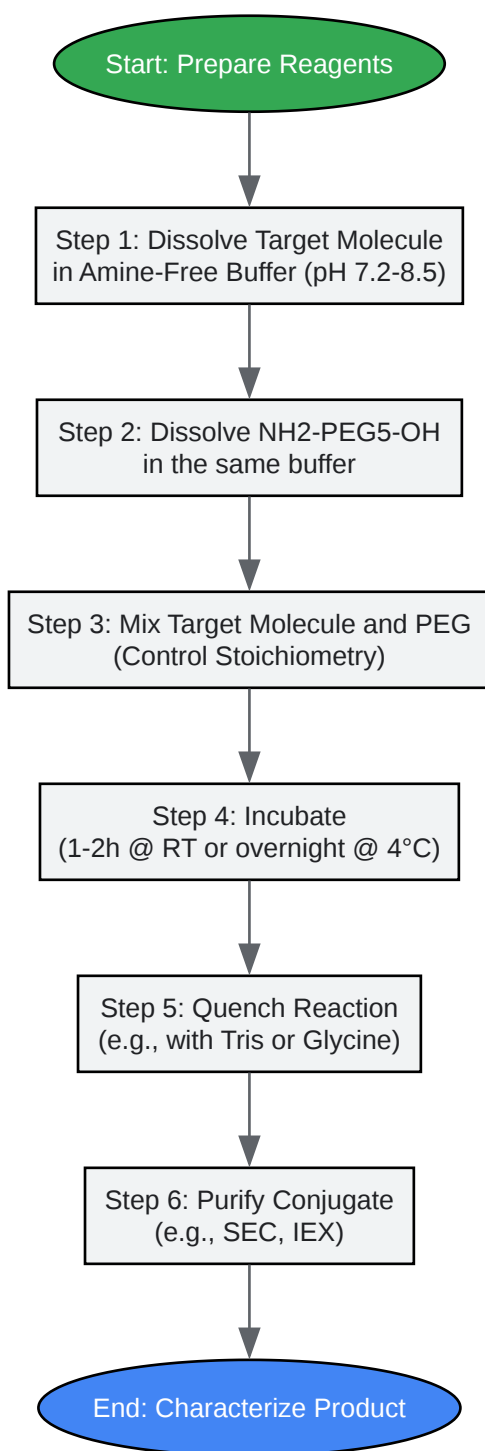 Start: Prepare Reagents
Step 1: Dissolve Target Molecule
in Amine-Free Buffer (pH 7.2-8.5)
Step 2: Dissolve NH2-PEG5-OH
in the same buffer
Step 3: Mix Target Molecule and PEG
(Control Stoichiometry)
Step 4: Incubate
(1-2h @ RT or overnight @ 4°C)
Step 5: Quench Reaction
(e.g., with Tris or Glycine)
Step 6: Purify Conjugate
(e.g., SEC, IEX)
End: Characterize Product